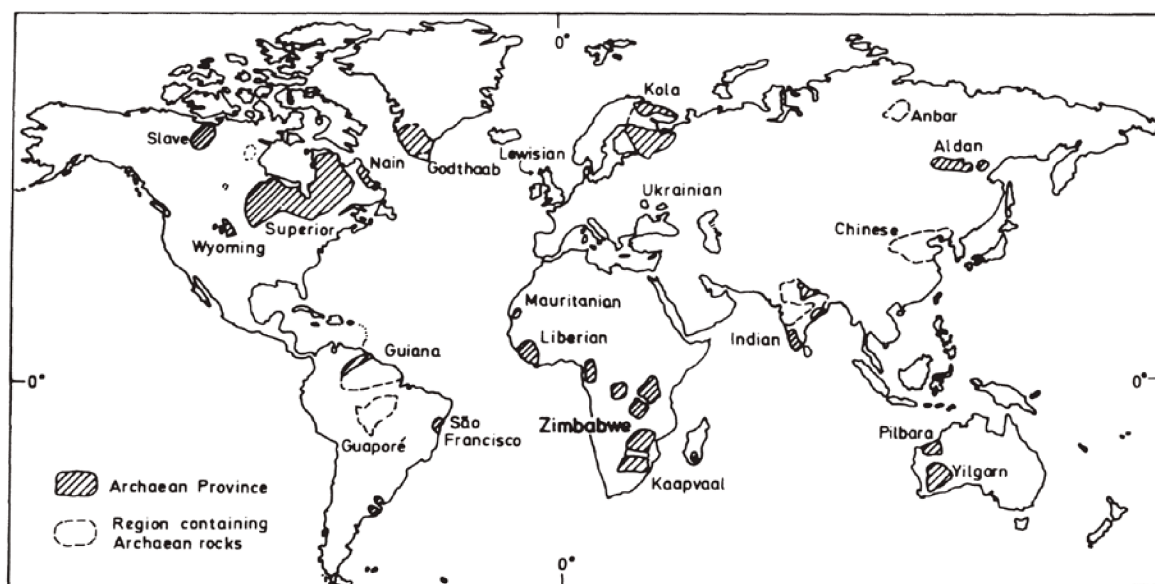 0°
Kola
Anbar
Slave
Aldan
Nain
Lewisian
Godthaab
Ukrainian
Chinese
Superior
Wyoming
Mauritanian
Liberian
Indian
Guiana
0°
0°
São
Francisco
Zimbabwe
Guaporé
Pilbara
Yilgarn
Kaapvaal
Archaean Province
Region containing
Archaean rocks
0°